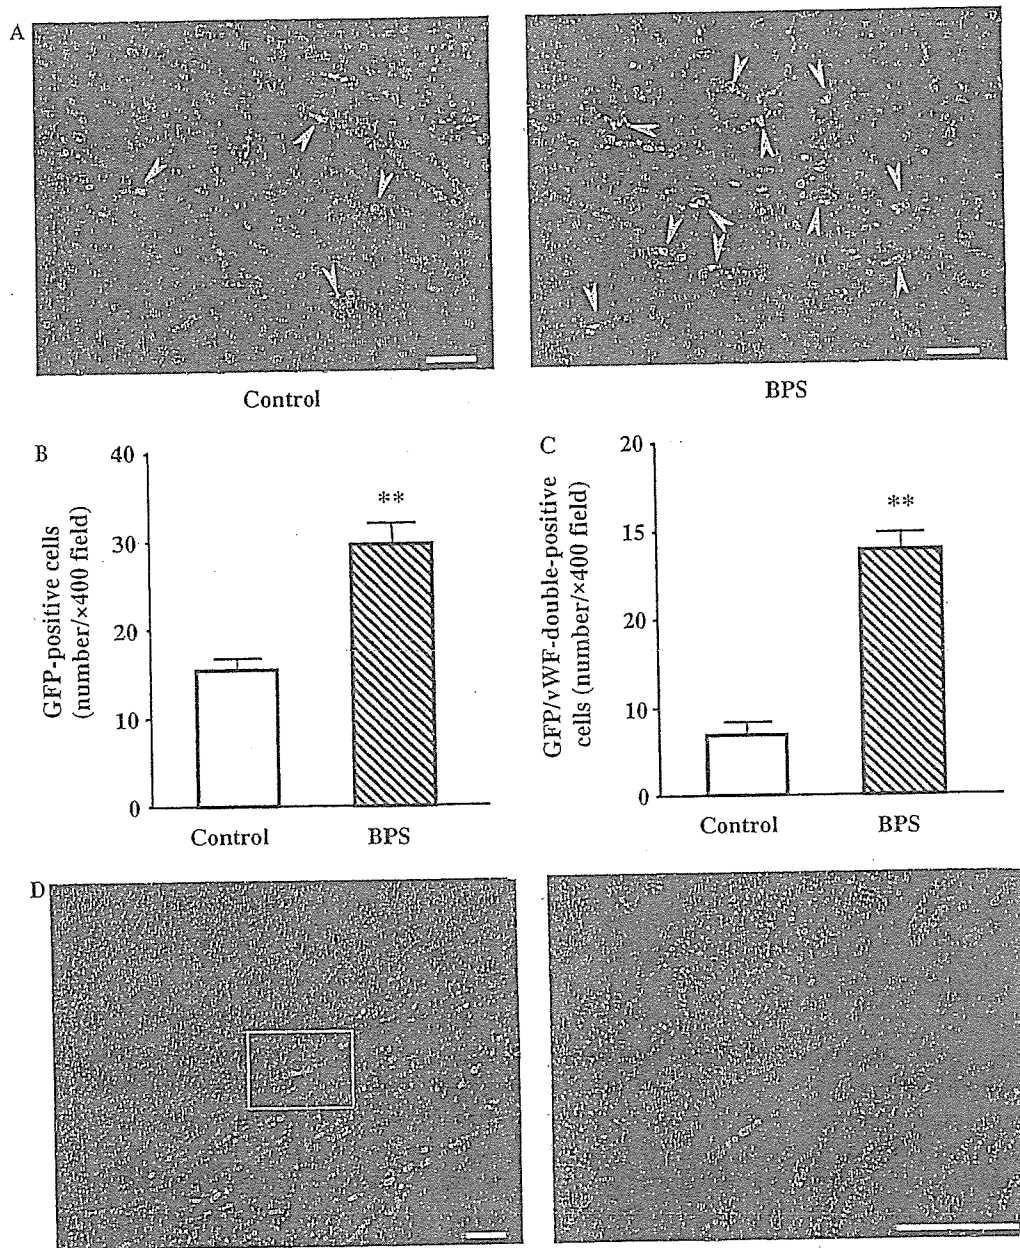 A
Control
BPS
B
GFP-positive cells
(number/×400 field)
40
30
20
10
0
**
Control
BPS
C
GFP/vWF-double-positive
cells (number/×400 field)
20
15
20
10
0
**
Control
BPS
D